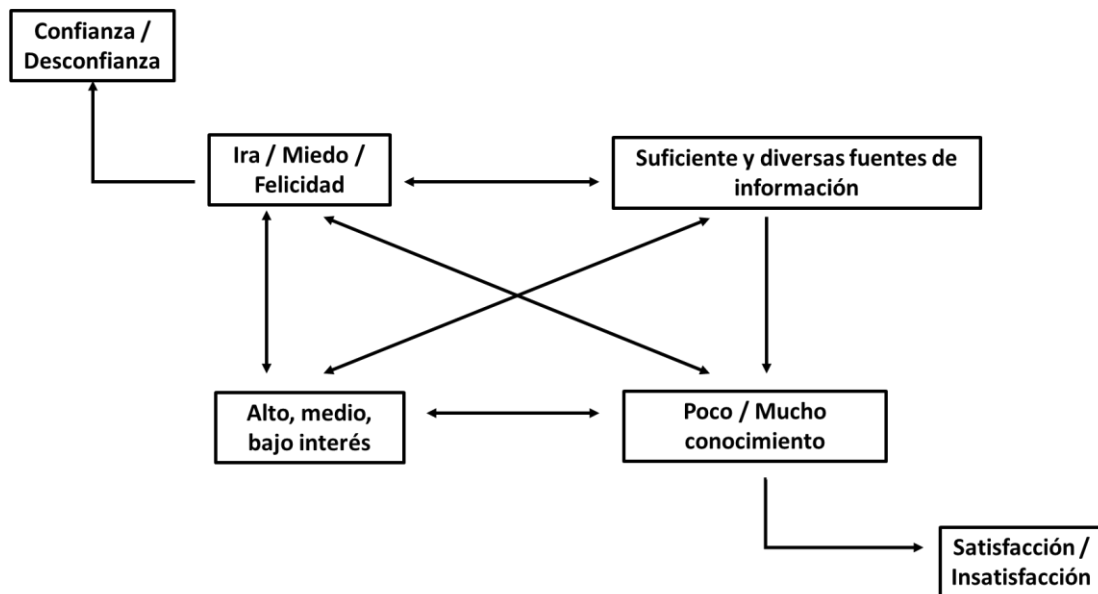 Confianza /
Desconfianza
Ira / Miedo /
Felicidad
Suficiente y diversas fuentes de
información
Alto, medio,
bajo interés
Poco / Mucho
conocimiento
Satisfacción /
Insatisfacción